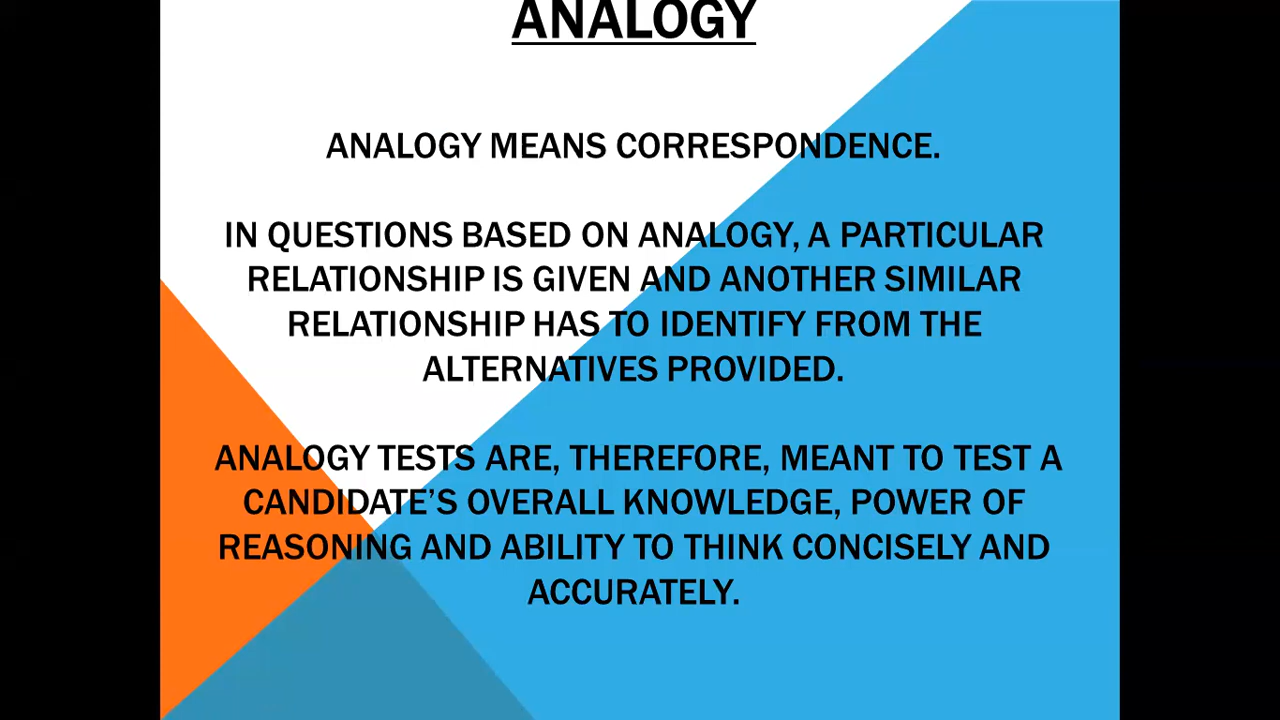 ANALOGY
ANALOGY MEANS CORRESPONDENCE.
IN QUESTIONS BASED ON ANALOGY, A PARTICULAR
RELATIONSHIP IS GIVEN AND ANOTHER SIMILAR
RELATIONSHIP HAS TO IDENTIFY FROM THE
ALTERNATIVES PROVIDED.
ANALOGY TESTS ARE, THEREFORE, MEANT TO TEST A
CANDIDATE’S OVERALL KNOWLEDGE, POWER OF
REASONING AND ABILITY TO THINK CONCISELY AND
ACCURATELY.